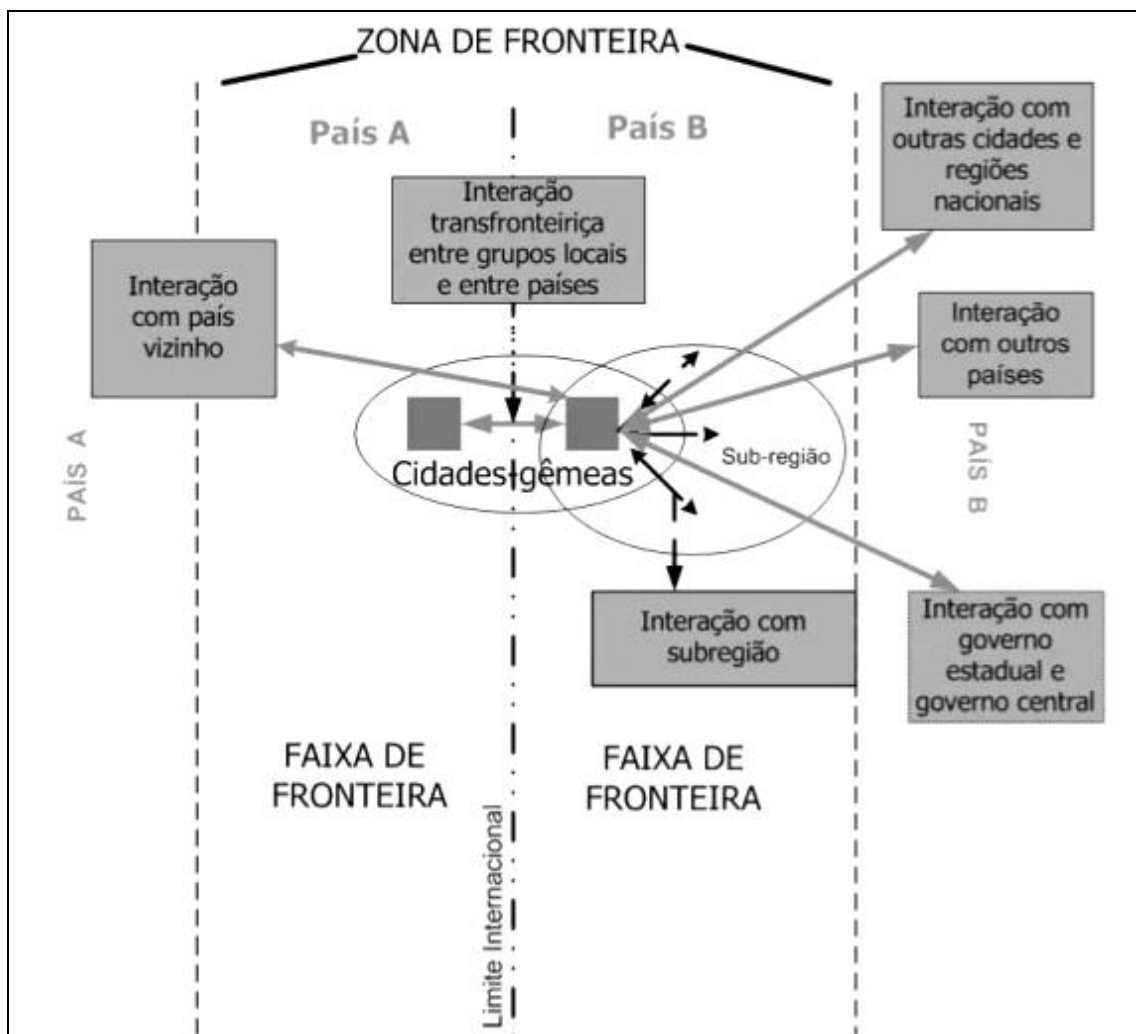 ZONA DE FRONTEIRA
País A
País B
Interação
com outras cidades e
regiões
nacionais
Interação
transfronteiriça
entre grupos locais
e entre países
Interação
com país
vizinho
Interação
com outros
países
Cidades-gêmeas
Sub-região
PAÍS A
PAÍS B
Interação com
subregião
Interação com
governo
estadual e
governo central
FAIXA DE
FRONTEIRA
FAIXA DE
FRONTEIRA
Limite Internacional